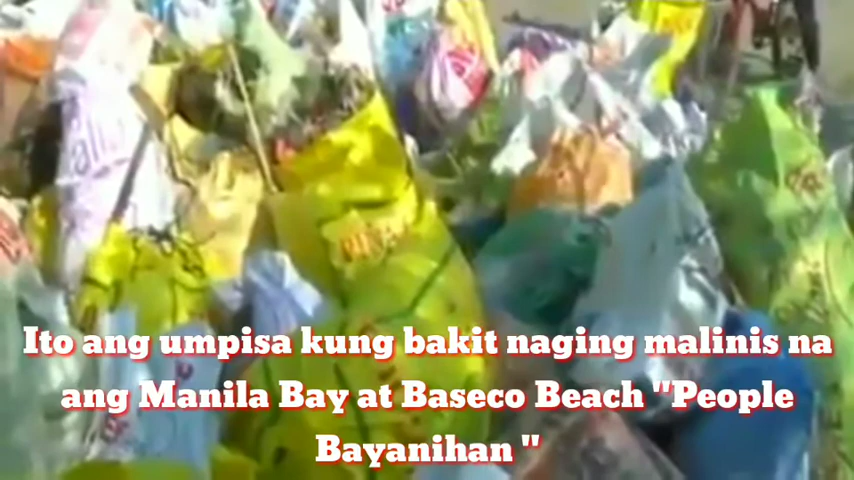 Ito ang umpisa kung bakit naging malinis na
ang Manila Bay at Baseco Beach "People
Bayanihan "